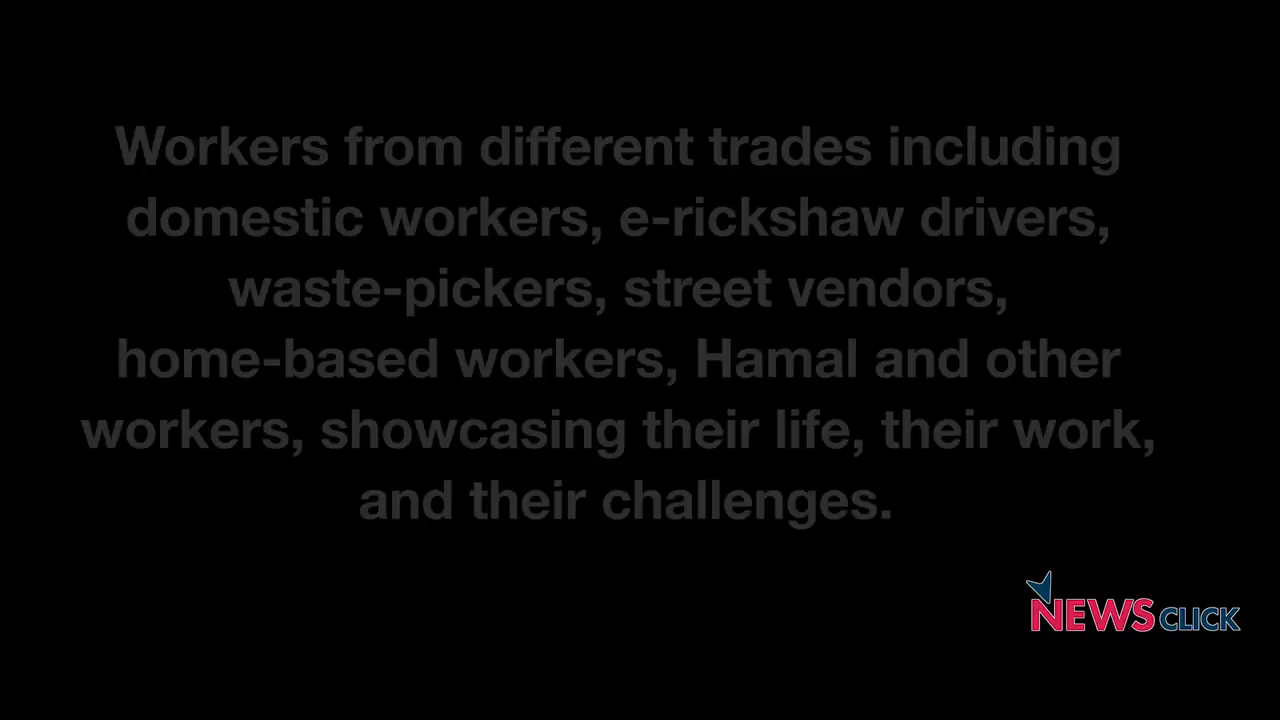 Workers from different trades including
domestic workers, e-rickshaw drivers,
waste-pickers, street vendors,
home-based workers, Hamal and other
workers, showcasing their life, their work,
and their challenges.
NEWSCLICK